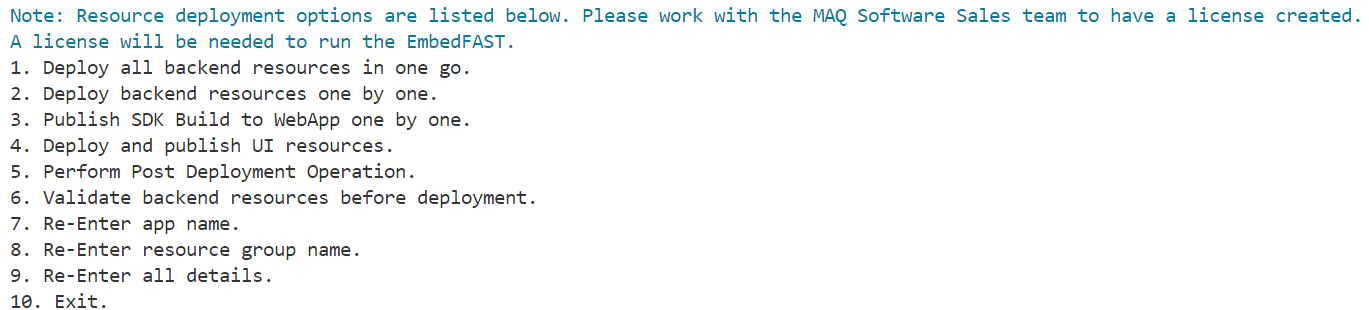 Note: Resource deployment options are listed below. Please work with the MAQ Software Sales team to have a license created.
A license will be needed to run the EmbedFAST.
1. Deploy all backend resources in one go.
2. Deploy backend resources one by one.
3. Publish SDK Build to WebApp one by one.
4. Deploy and publish UI resources.
5. Perform Post Deployment Operation.
6. Validate backend resources before deployment.
7. Re-Enter app name.
8. Re-Enter resource group name.
9. Re-Enter all details.
10. Exit.